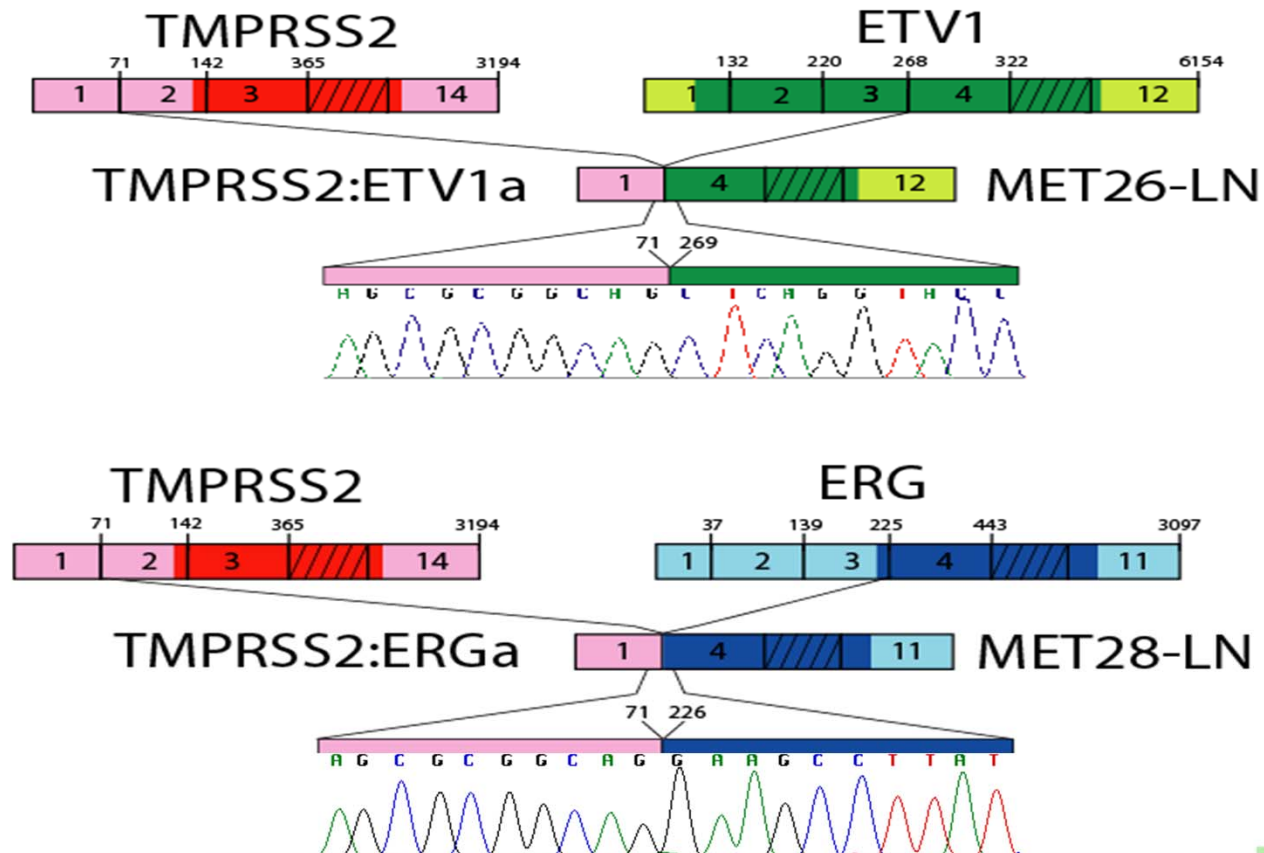 TMPRSS2 ETV1
71 142 365 3194 132 220 268 322 6154
1 2 3 14 1 2 3 4 12
TMPRSS2:ETV1a 1 4 12 MET26-LN
71 269
A G C G C G G C A G C T C A G G T A C C
TMPRSS2 ERG
71 142 365 3194 37 139 225 443 3097
1 2 3 14 1 2 3 4 11
TMPRSS2:ERGa 1 4 11 MET28-LN
71 226
A G C G C G G C A G G A A G C C T T A T